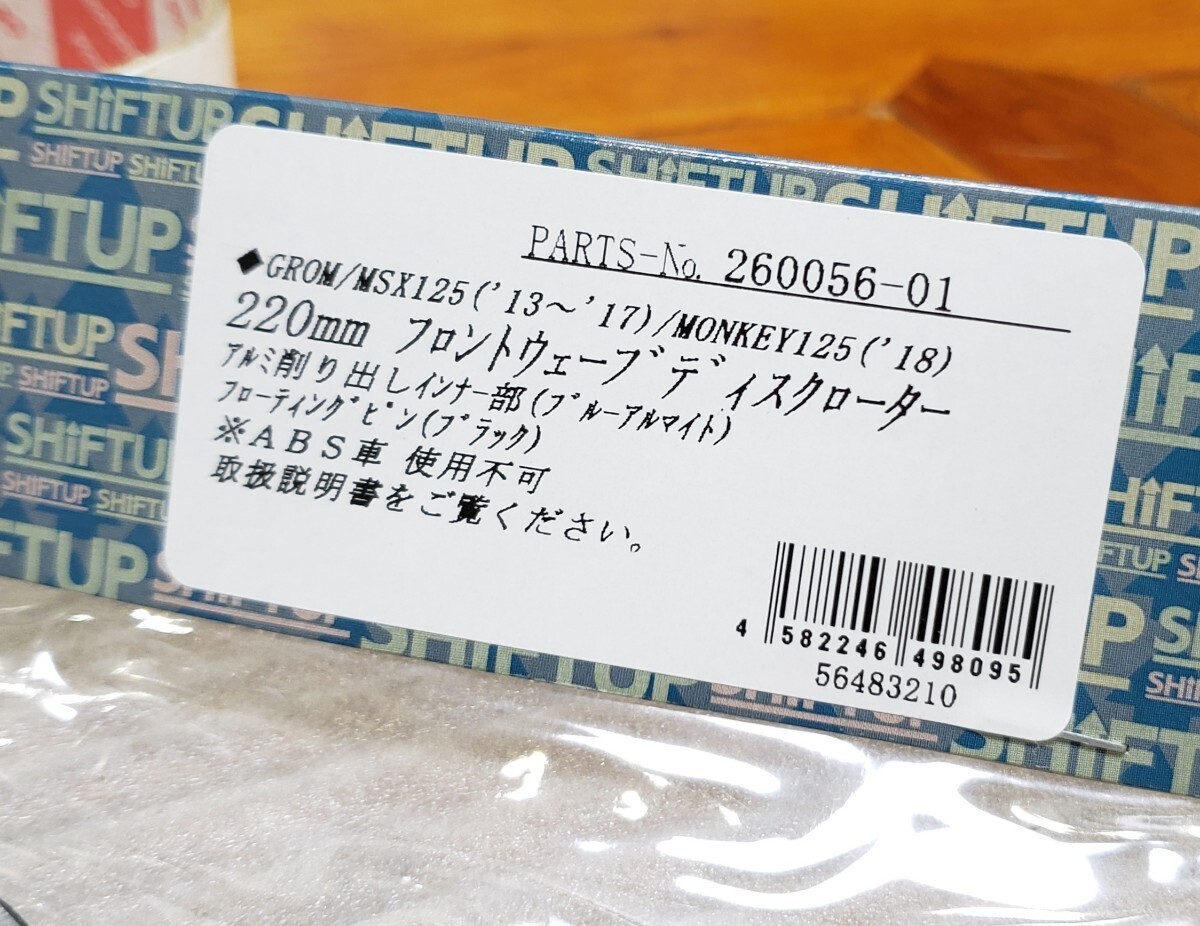 SHIFTUP
SHIFTUP SHIFTUP
PARTS-No. 260056-01
◆GROM/MSX125('13～'17)/MONKEY125('18)
220mm フロントウェーブディスクローター
アルミ削り出しインナー部(ブルーアルマイト)
フローティングピン(ブラック)
※ABS車 使用不可
取扱説明書をご覧ください。
4 582246 498095
56483210